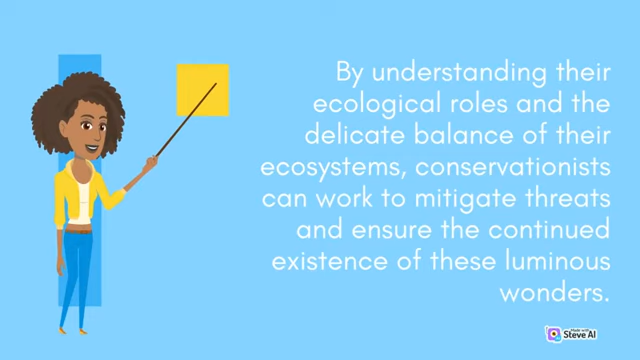 By understanding their
ecological roles and the
delicate balance of their
ecosystems, conservationists
can work to mitigate threats
and ensure the continued
existence of these luminous
wonders.
Made with
Steve AI